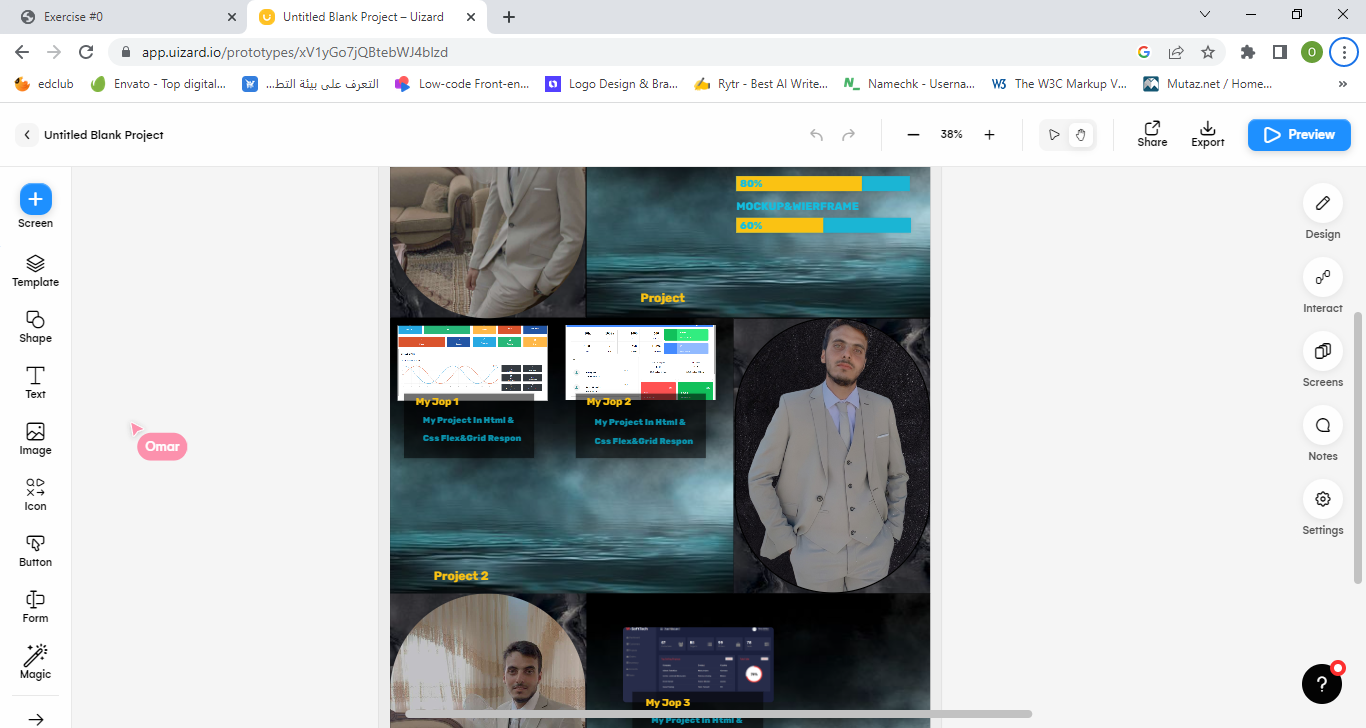 Exercise #0
Untitled Blank Project – Uizard
app.uizard.io/prototypes/xV1yGo7jQBtebWJ4blzd
O
edclub
Envato - Top digital...
التعرف على بيئة التط...
Low-code Front-en...
Logo Design & Bra...
Rytr - Best AI Write...
Namechk - Userna...
The W3C Markup V...
Mutaz.net / Home...
»
Untitled Blank Project
38%
Share
Export
Preview
Screen
Template
Shape
Text
Image
Icon
Button
Form
Magic
80%
MOCKUP&WIERFRAME
60%
Project
My Jop 1
My Project In Html &
Css Flex&Grid Respon
My Jop 2
My Project In Html &
Css Flex&Grid Respon
Project 2
My Jop 3
My Project In Html &
Omar
Design
Interact
Screens
Notes
Settings
?